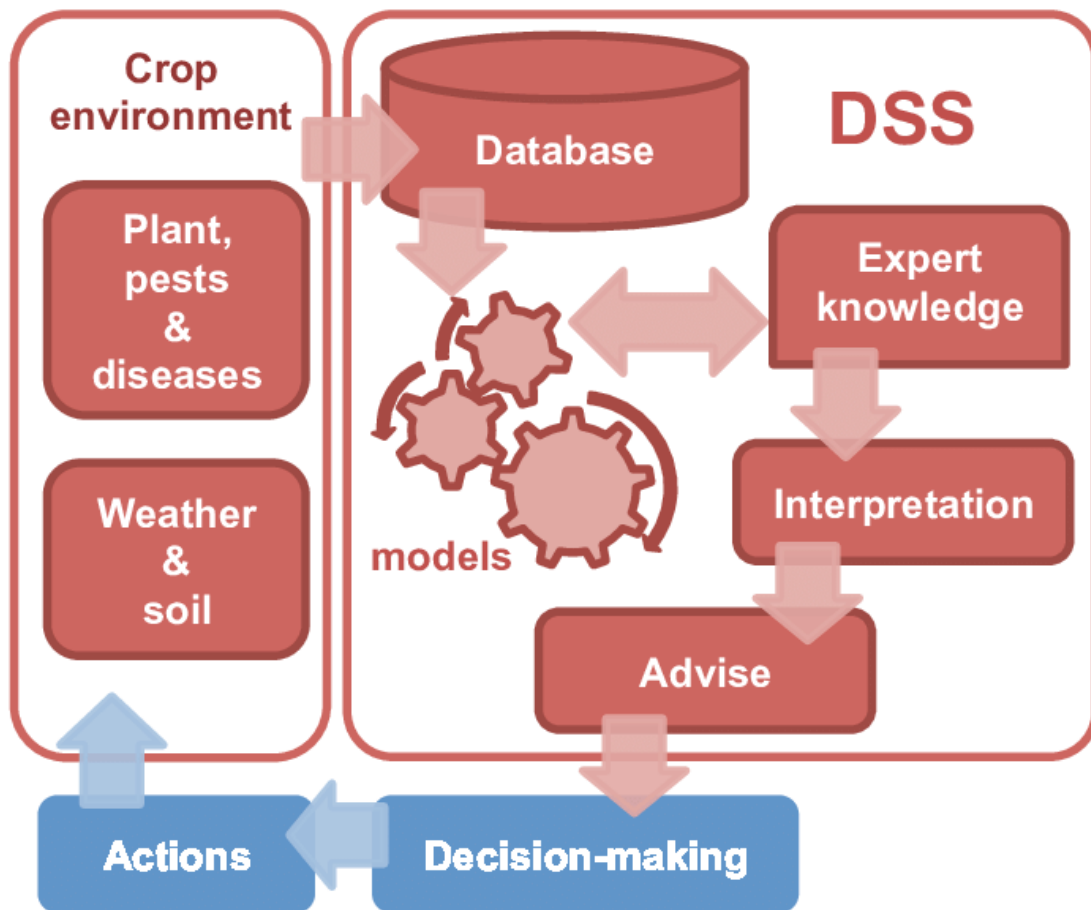 Crop
environment
Plant,
pests
&
diseases
Weather
&
soil
DSS
Database
Expert
knowledge
models
Interpretation
Advise
Decision-making
Actions